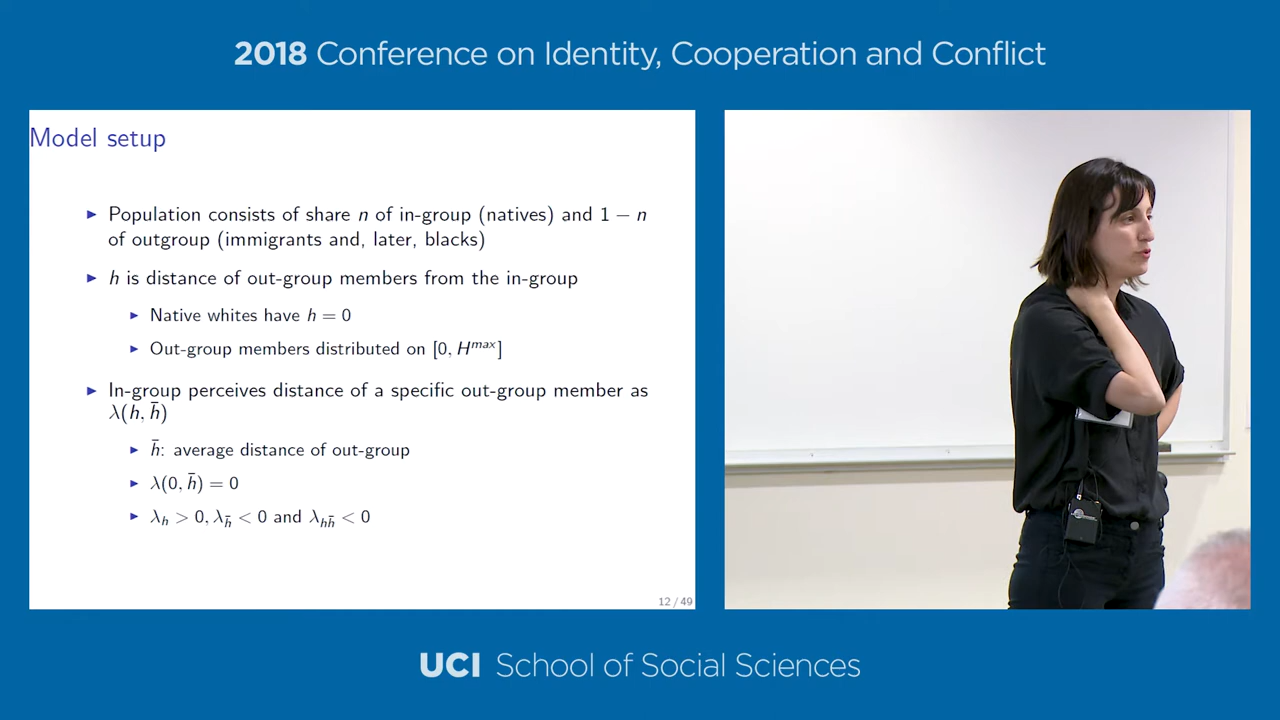 2018 Conference on Identity, Cooperation and Conflict
Model setup
▶ Population consists of share n of in-group (natives) and 1 − n
of outgroup (immigrants and, later, blacks)
▶ h is distance of out-group members from the in-group
▶ Native whites have h = 0
▶ Out-group members distributed on [0, Hᵐᵃˣ]
▶ In-group perceives distance of a specific out-group member as
λ(h, h̄)
▶ h̄: average distance of out-group
▶ λ(0, h̄) = 0
▶ λₕ > 0, λ_h̄ < 0 and λ_hh̄ < 0
12 / 49
UCI School of Social Sciences